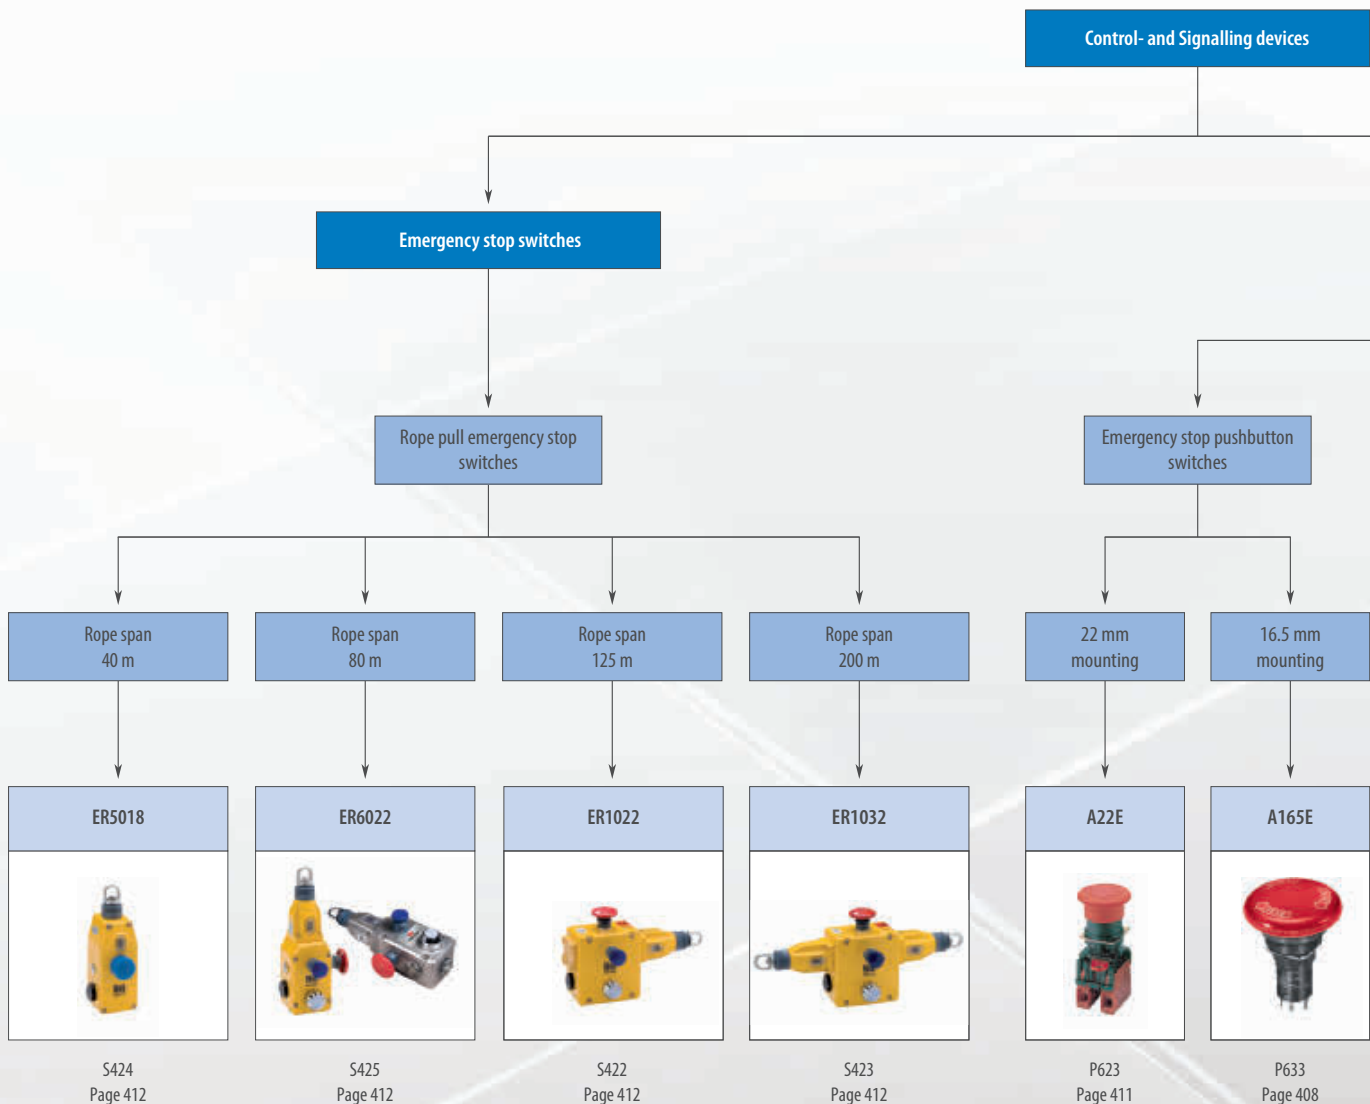 Control- and Signalling devices
Emergency stop switches
Rope pull emergency stop
switches
Emergency stop pushbutton
switches
Rope span
40 m
Rope span
80 m
Rope span
125 m
Rope span
200 m
22 mm
mounting
16.5 mm
mounting
ER5018
ER6022
ER1022
ER1032
A22E
A165E
S424
Page 412
S425
Page 412
S422
Page 412
S423
Page 412
P623
Page 411
P633
Page 408